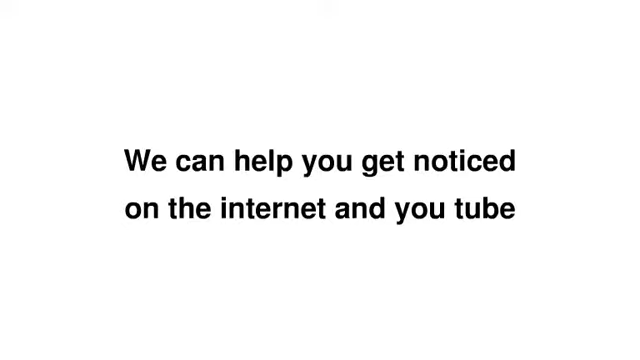 We can help you get noticed
on the internet and you tube